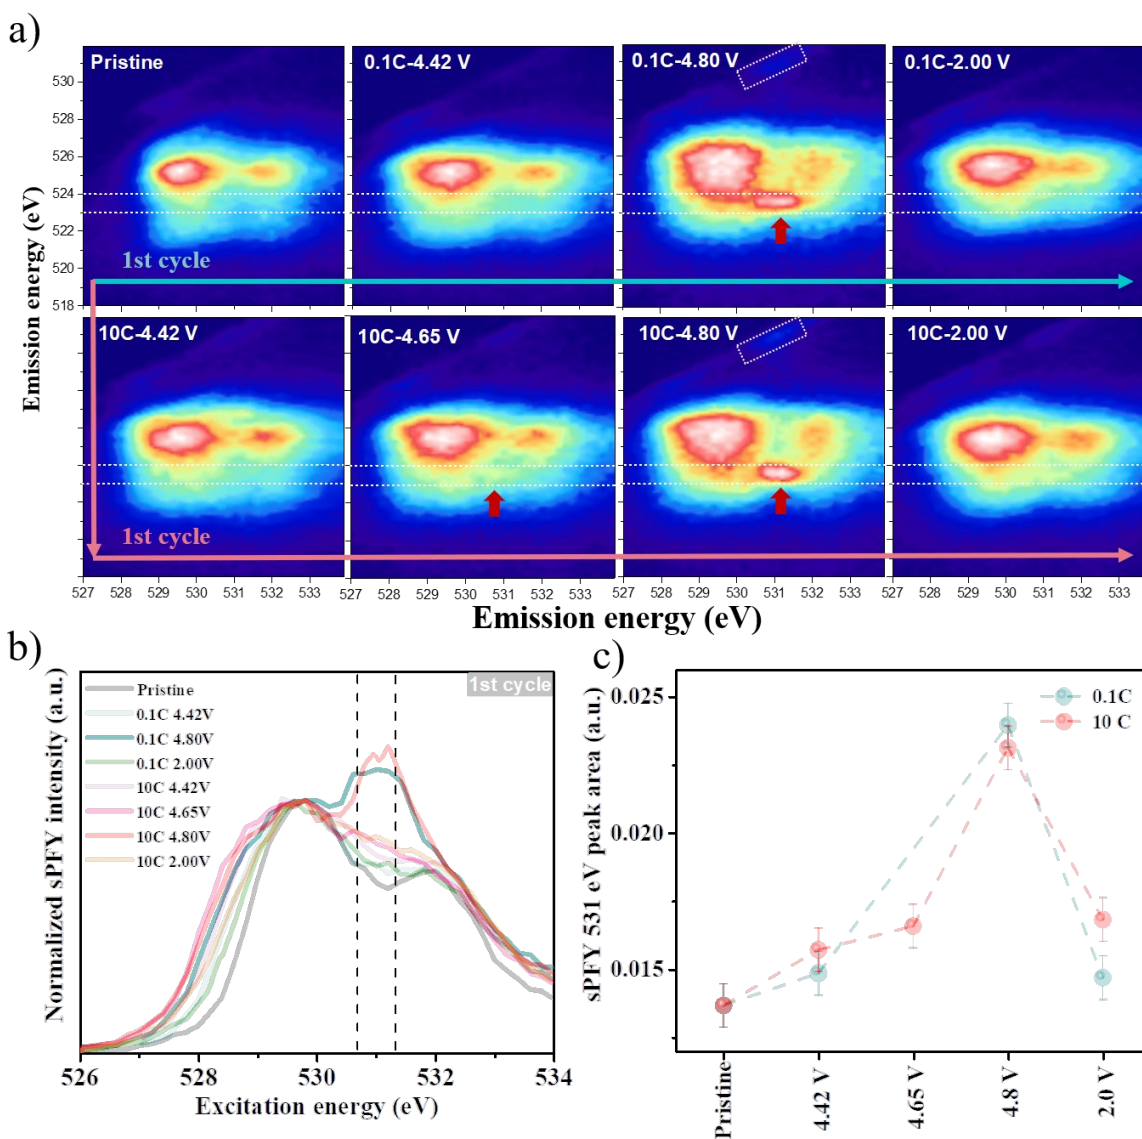 a)
Pristine
0.1C-4.42 V
0.1C-4.80 V
0.1C-2.00 V
530
528
526
524
522
520
518
Emission energy (eV)
1st cycle
10C-4.42 V
10C-4.65 V
10C-4.80 V
10C-2.00 V
1st cycle
527 528 529 530 531 532 533
527 528 529 530 531 532 533
527 528 529 530 531 532 533
527 528 529 530 531 532 533
Emission energy (eV)
b)
Normalized sPFY intensity (a.u.)
1st cycle
Pristine
0.1C 4.42V
0.1C 4.80V
0.1C 2.00V
10C 4.42V
10C 4.65V
10C 4.80V
10C 2.00V
526 528 530 532 534
Excitation energy (eV)
c)
sPFY 531 eV peak area (a.u.)
0.025
0.020
0.015
0.1C
10 C
Pristine
4.42 V
4.65 V
4.8 V
2.0 V